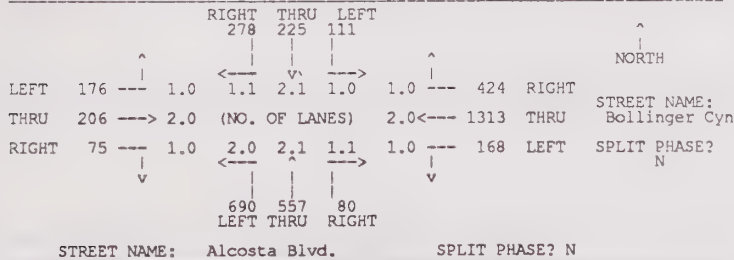 RIGHT THRU LEFT
278 225 111
^
NORTH
<--- v --->
LEFT 176 --- 1.0 1.1 2.1 1.0 1.0 --- 424 RIGHT
STREET NAME:
THRU 206 ---> 2.0 (NO. OF LANES) 2.0<--- 1313 THRU Bollinger Cyn
RIGHT 75 --- 1.0 2.0 2.1 1.1 1.0 --- 168 LEFT SPLIT PHASE?
<--- ^ ---> N
v v
690 557 80
LEFT THRU RIGHT
STREET NAME: Alcosta Blvd. SPLIT PHASE? N